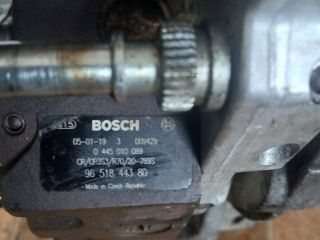 415 BOSCH
05-01-19 3 009429
0 445 010 089
CR/CP3S3/R70/20-789S
96 518 443 80
Made in Czech Republic